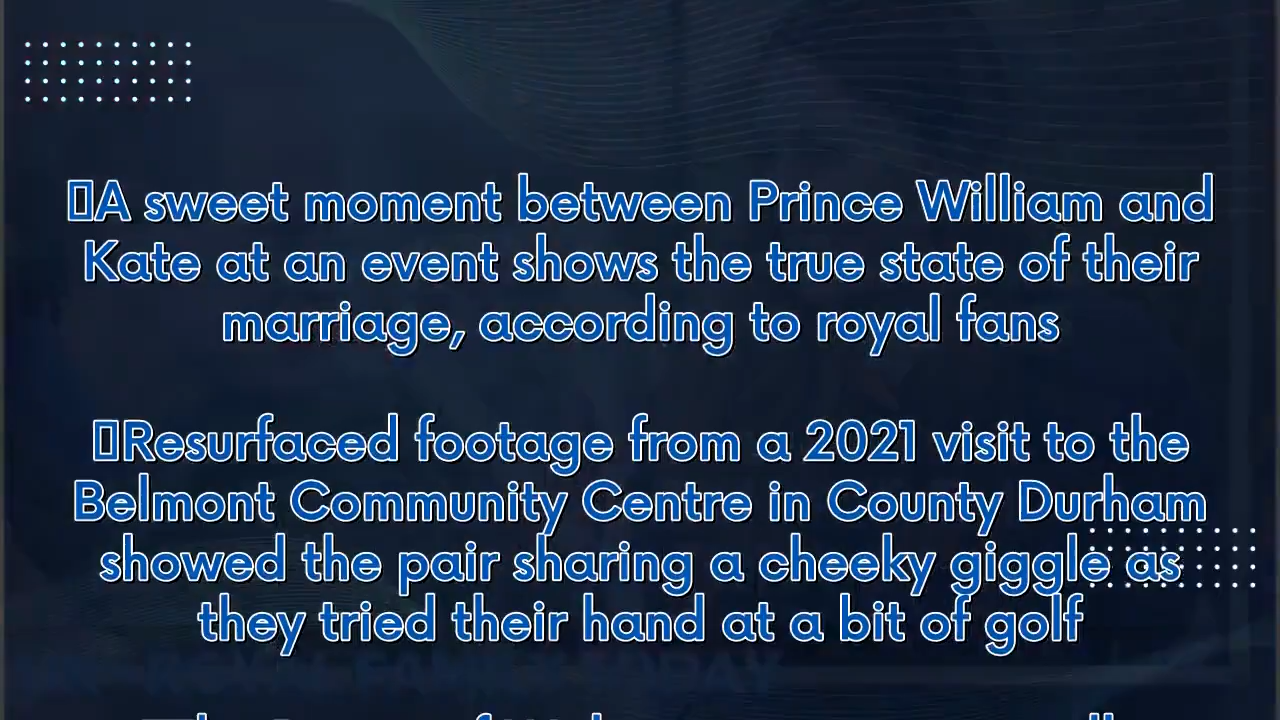 A sweet moment between Prince William and
Kate at an event shows the true state of their
marriage, according to royal fans
Resurfaced footage from a 2021 visit to the
Belmont Community Centre in County Durham
showed the pair sharing a cheeky giggle as
they tried their hand at a bit of golf